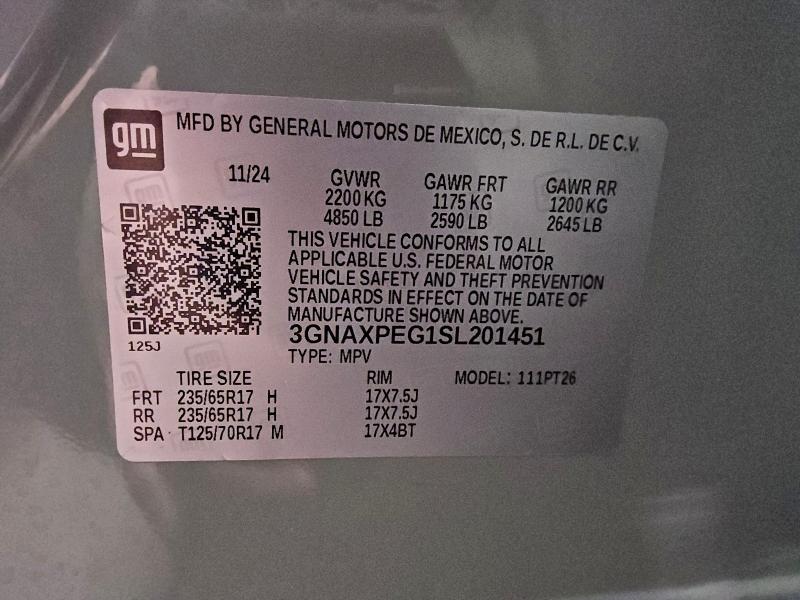 gm
MFD BY GENERAL MOTORS DE MEXICO, S. DE R.L. DE C.V.
11/24 GVWR GAWR FRT GAWR RR
2200 KG 1175 KG 1200 KG
4850 LB 2590 LB 2645 LB
THIS VEHICLE CONFORMS TO ALL
APPLICABLE U.S. FEDERAL MOTOR
VEHICLE SAFETY AND THEFT PREVENTION
STANDARDS IN EFFECT ON THE DATE OF
MANUFACTURE SHOWN ABOVE.
3GNAXPEG1SL201451
125J
TYPE: MPV
TIRE SIZE RIM MODEL: 111PT26
FRT 235/65R17 H 17X7.5J
RR 235/65R17 H 17X7.5J
SPA T125/70R17 M 17X4BT